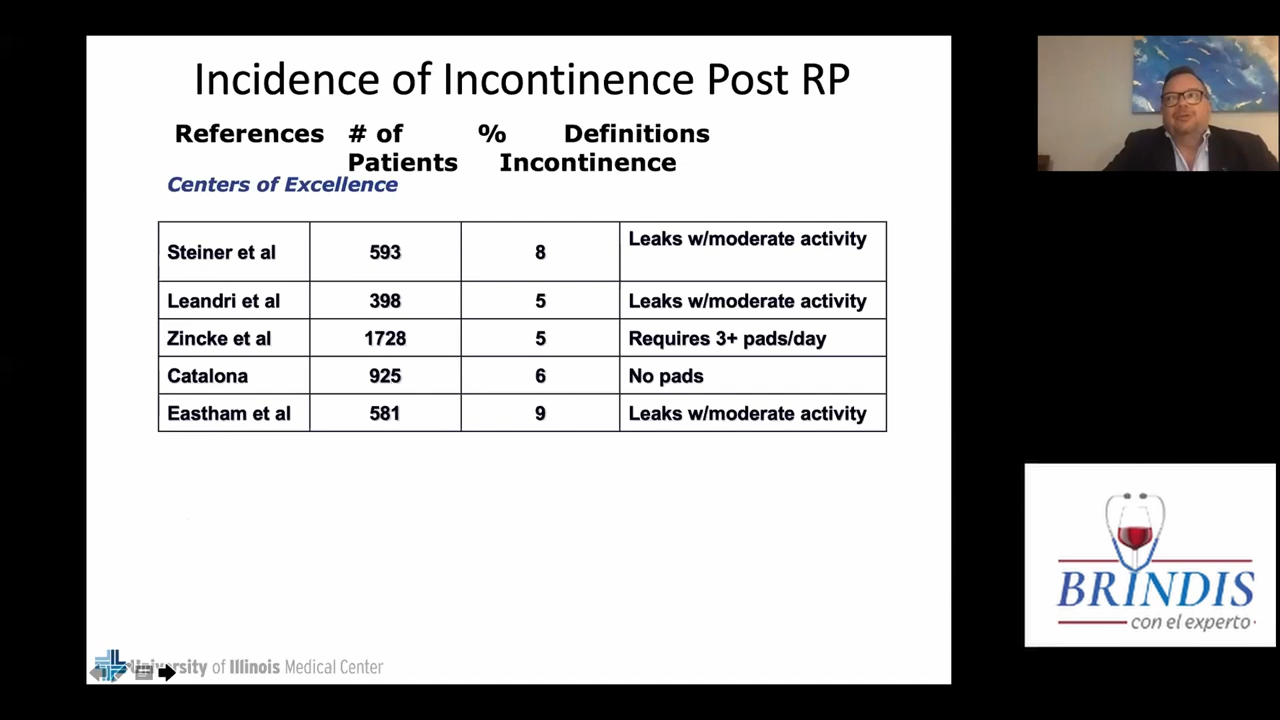 Incidence of Incontinence Post RP
References # of Patients % Incontinence Definitions
Centers of Excellence
Steiner et al 593 8 Leaks w/moderate activity
Leandri et al 398 5 Leaks w/moderate activity
Zincke et al 1728 5 Requires 3+ pads/day
Catalona 925 6 No pads
Eastham et al 581 9 Leaks w/moderate activity
University of Illinois Medical Center
BRINDIS
con el experto